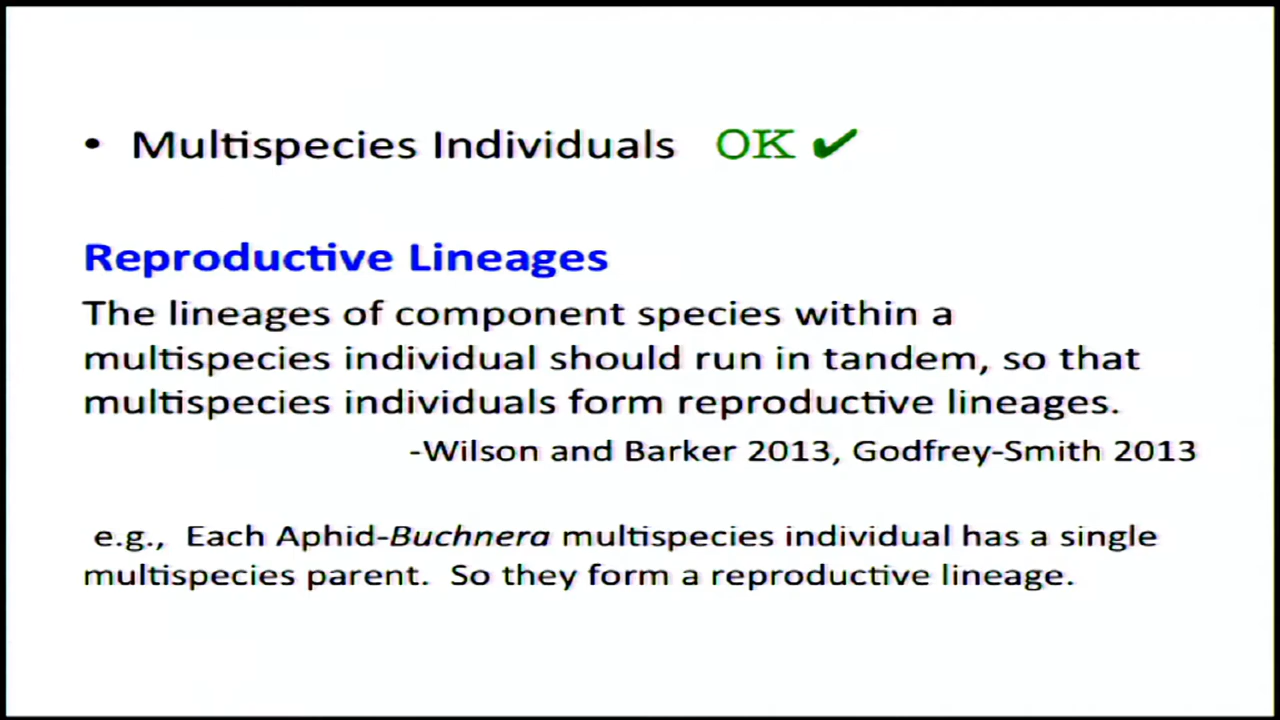 • Multispecies Individuals OK ✔
Reproductive Lineages
The lineages of component species within a
multispecies individual should run in tandem, so that
multispecies individuals form reproductive lineages.
-Wilson and Barker 2013, Godfrey-Smith 2013
e.g., Each Aphid-Buchnera multispecies individual has a single
multispecies parent. So they form a reproductive lineage.